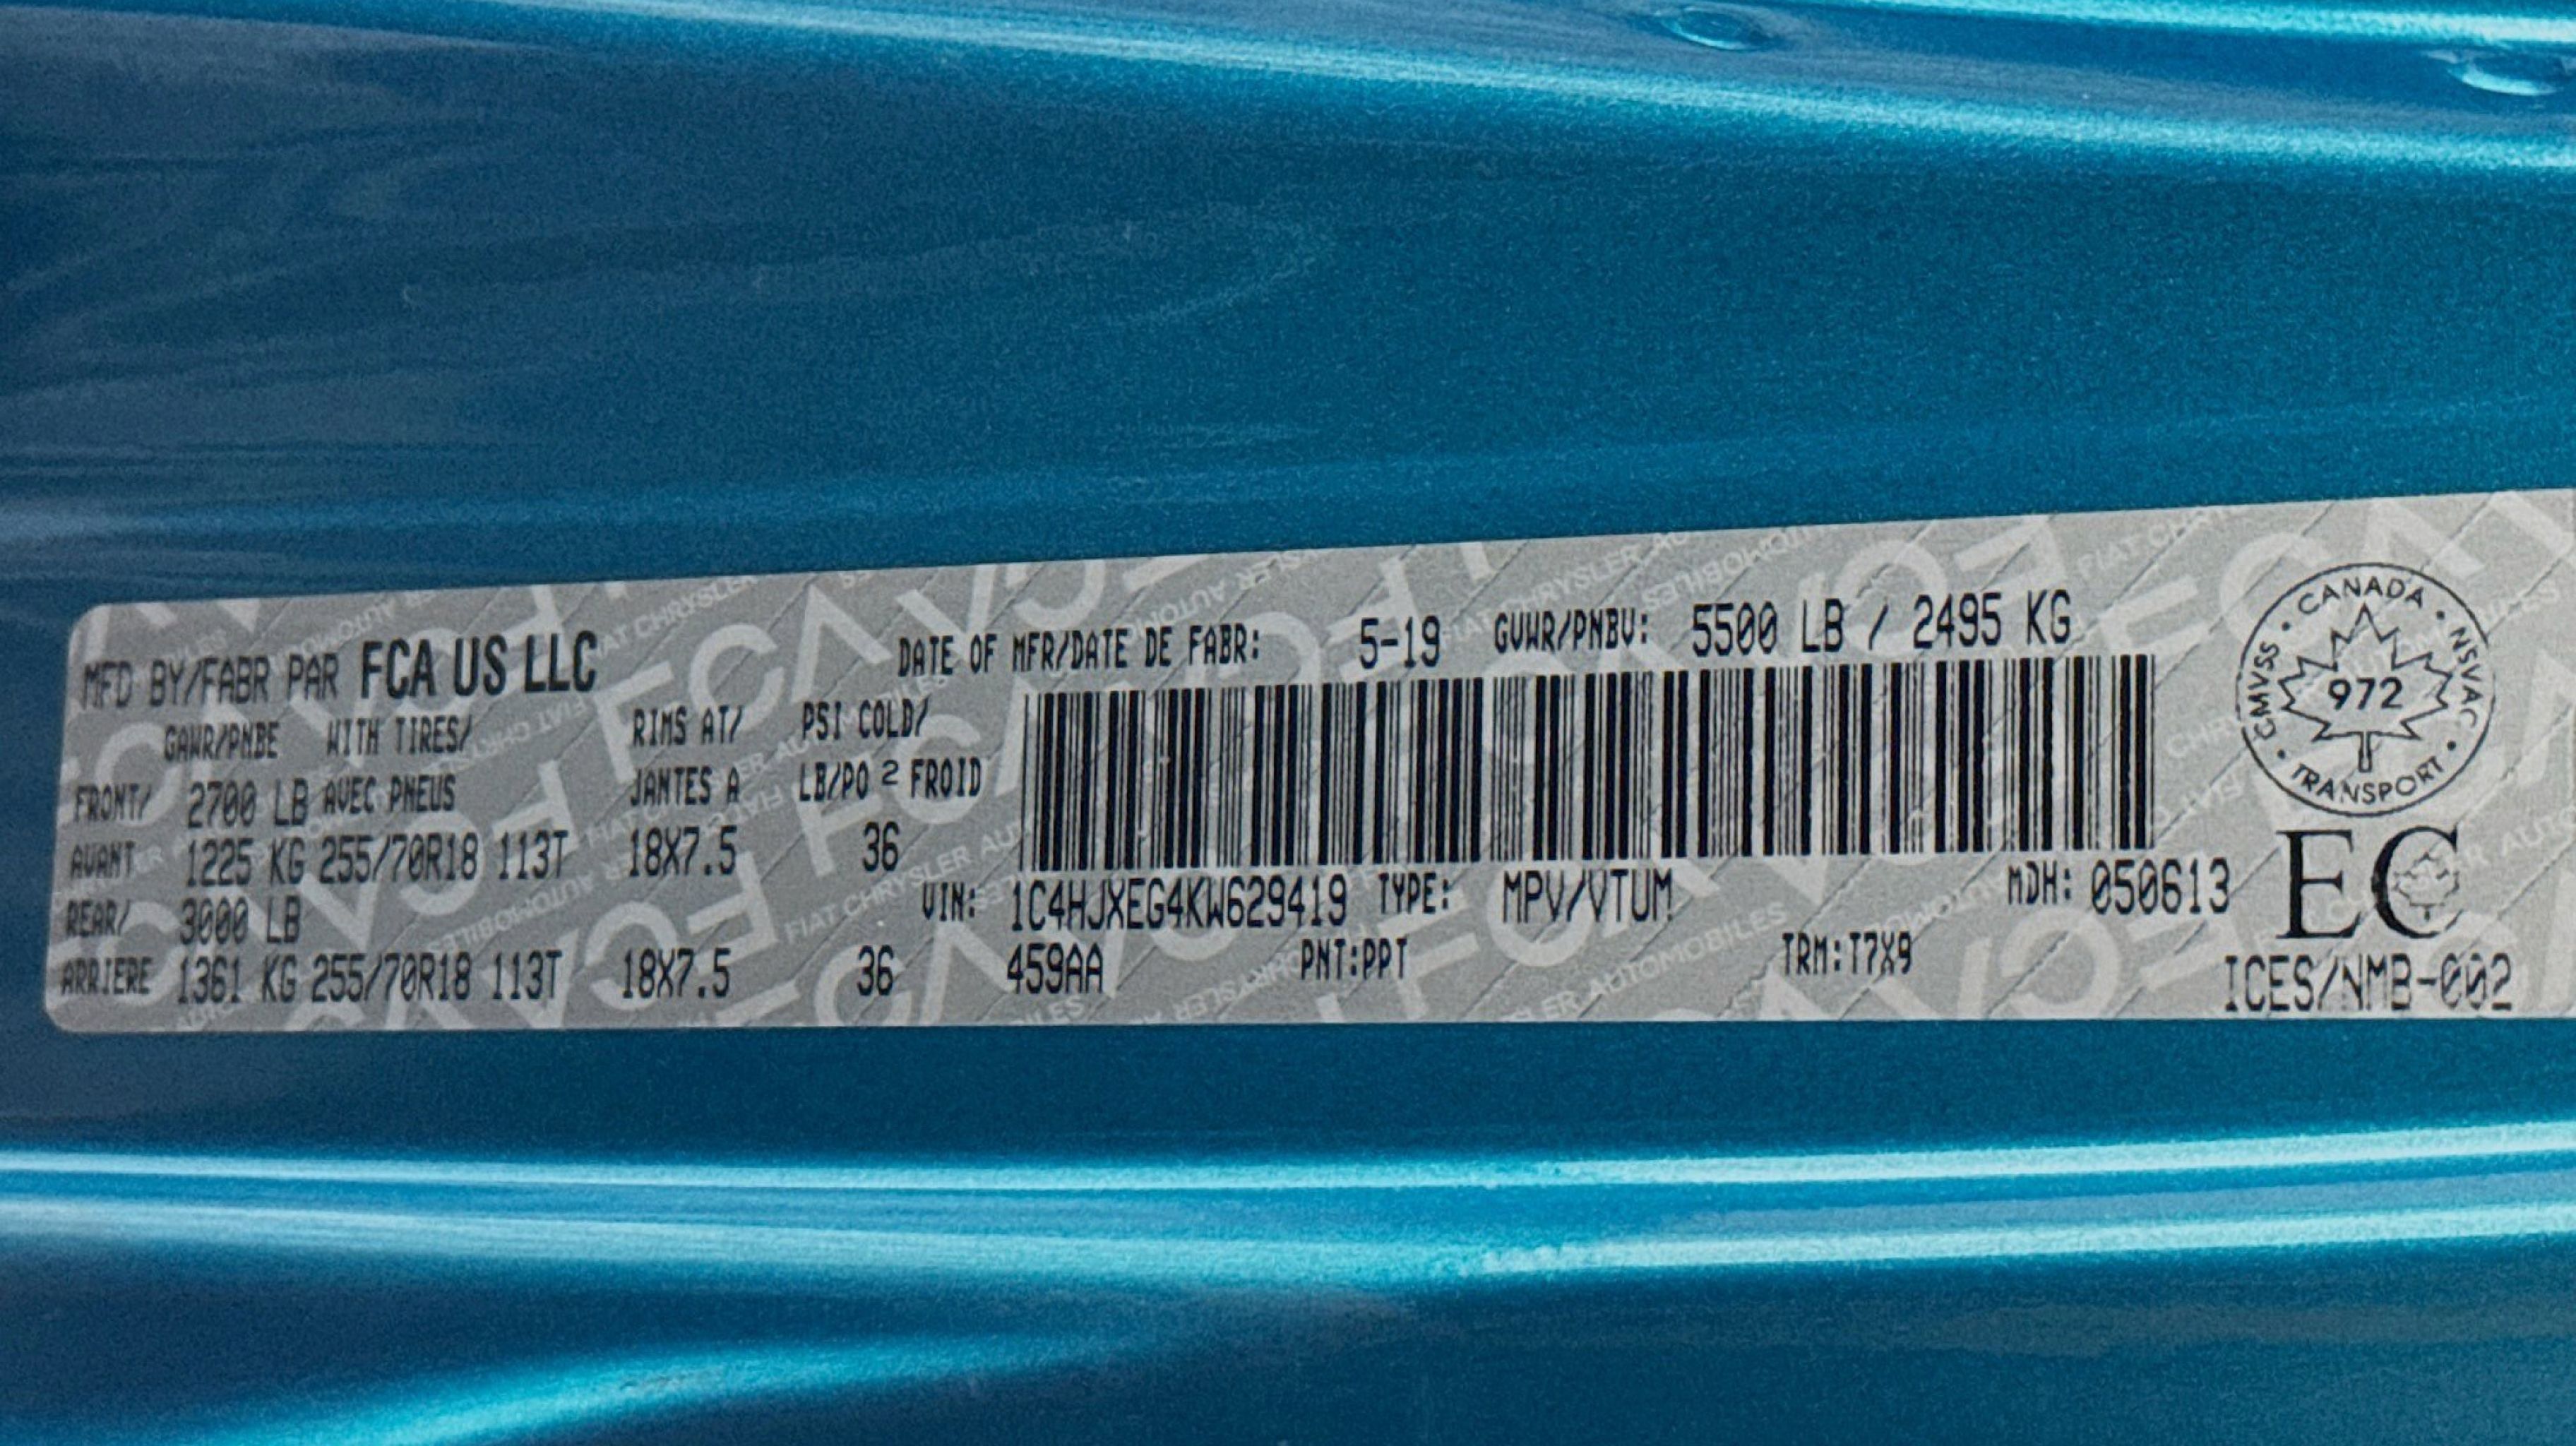 MFD BY/FABR PAR FCA US LLC
DATE OF MFR/DATE DE FABR: 5-19 GVWR/PNBV: 5500 LB / 2495 KG
GAWR/PNBE WITH TIRES/ RIMS AT/ PSI COLD/
FRONT/ 2700 LB AVEC PNEUS JANTES A LB/PO 2 FROID
AVANT 1225 KG 255/70R18 113T 18X7.5 36
REAR/ 3000 LB
ARRIERE 1361 KG 255/70R18 113T 18X7.5 36
VIN: 1C4HJXEG4KW629419 TYPE: MPV/VTUM MDH: 050613
459AA PNT:PPT TRM:T7X9
CANADA
CMVSS 972 NSVAC
TRANSPORT
EC
ICES/NMB-002
FCA
FIAT CHRYSLER AUTOMOBILES